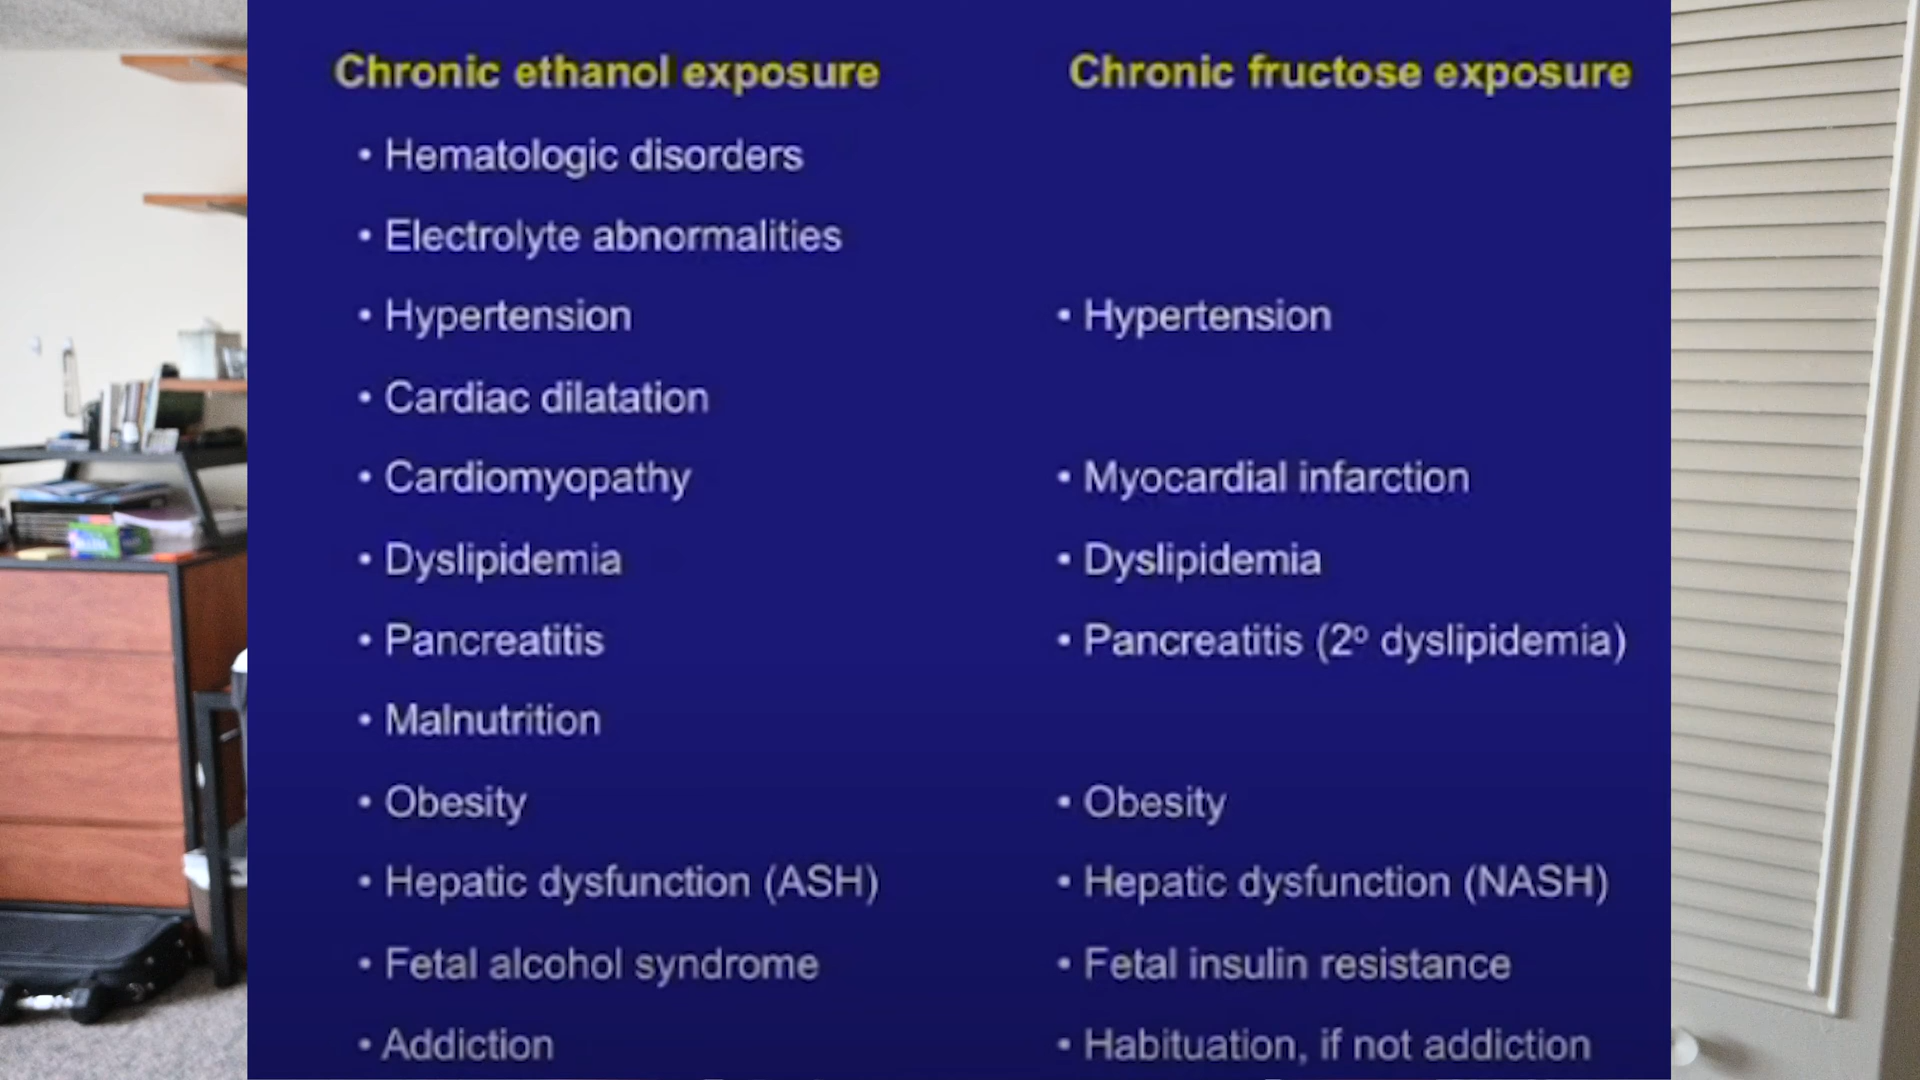 Chronic ethanol exposure
Chronic fructose exposure
• Hematologic disorders
• Electrolyte abnormalities
• Hypertension
• Hypertension
• Cardiac dilatation
• Cardiomyopathy
• Myocardial infarction
• Dyslipidemia
• Dyslipidemia
• Pancreatitis
• Pancreatitis (2º dyslipidemia)
• Malnutrition
• Obesity
• Obesity
• Hepatic dysfunction (ASH)
• Hepatic dysfunction (NASH)
• Fetal alcohol syndrome
• Fetal insulin resistance
• Addiction
• Habituation, if not addiction